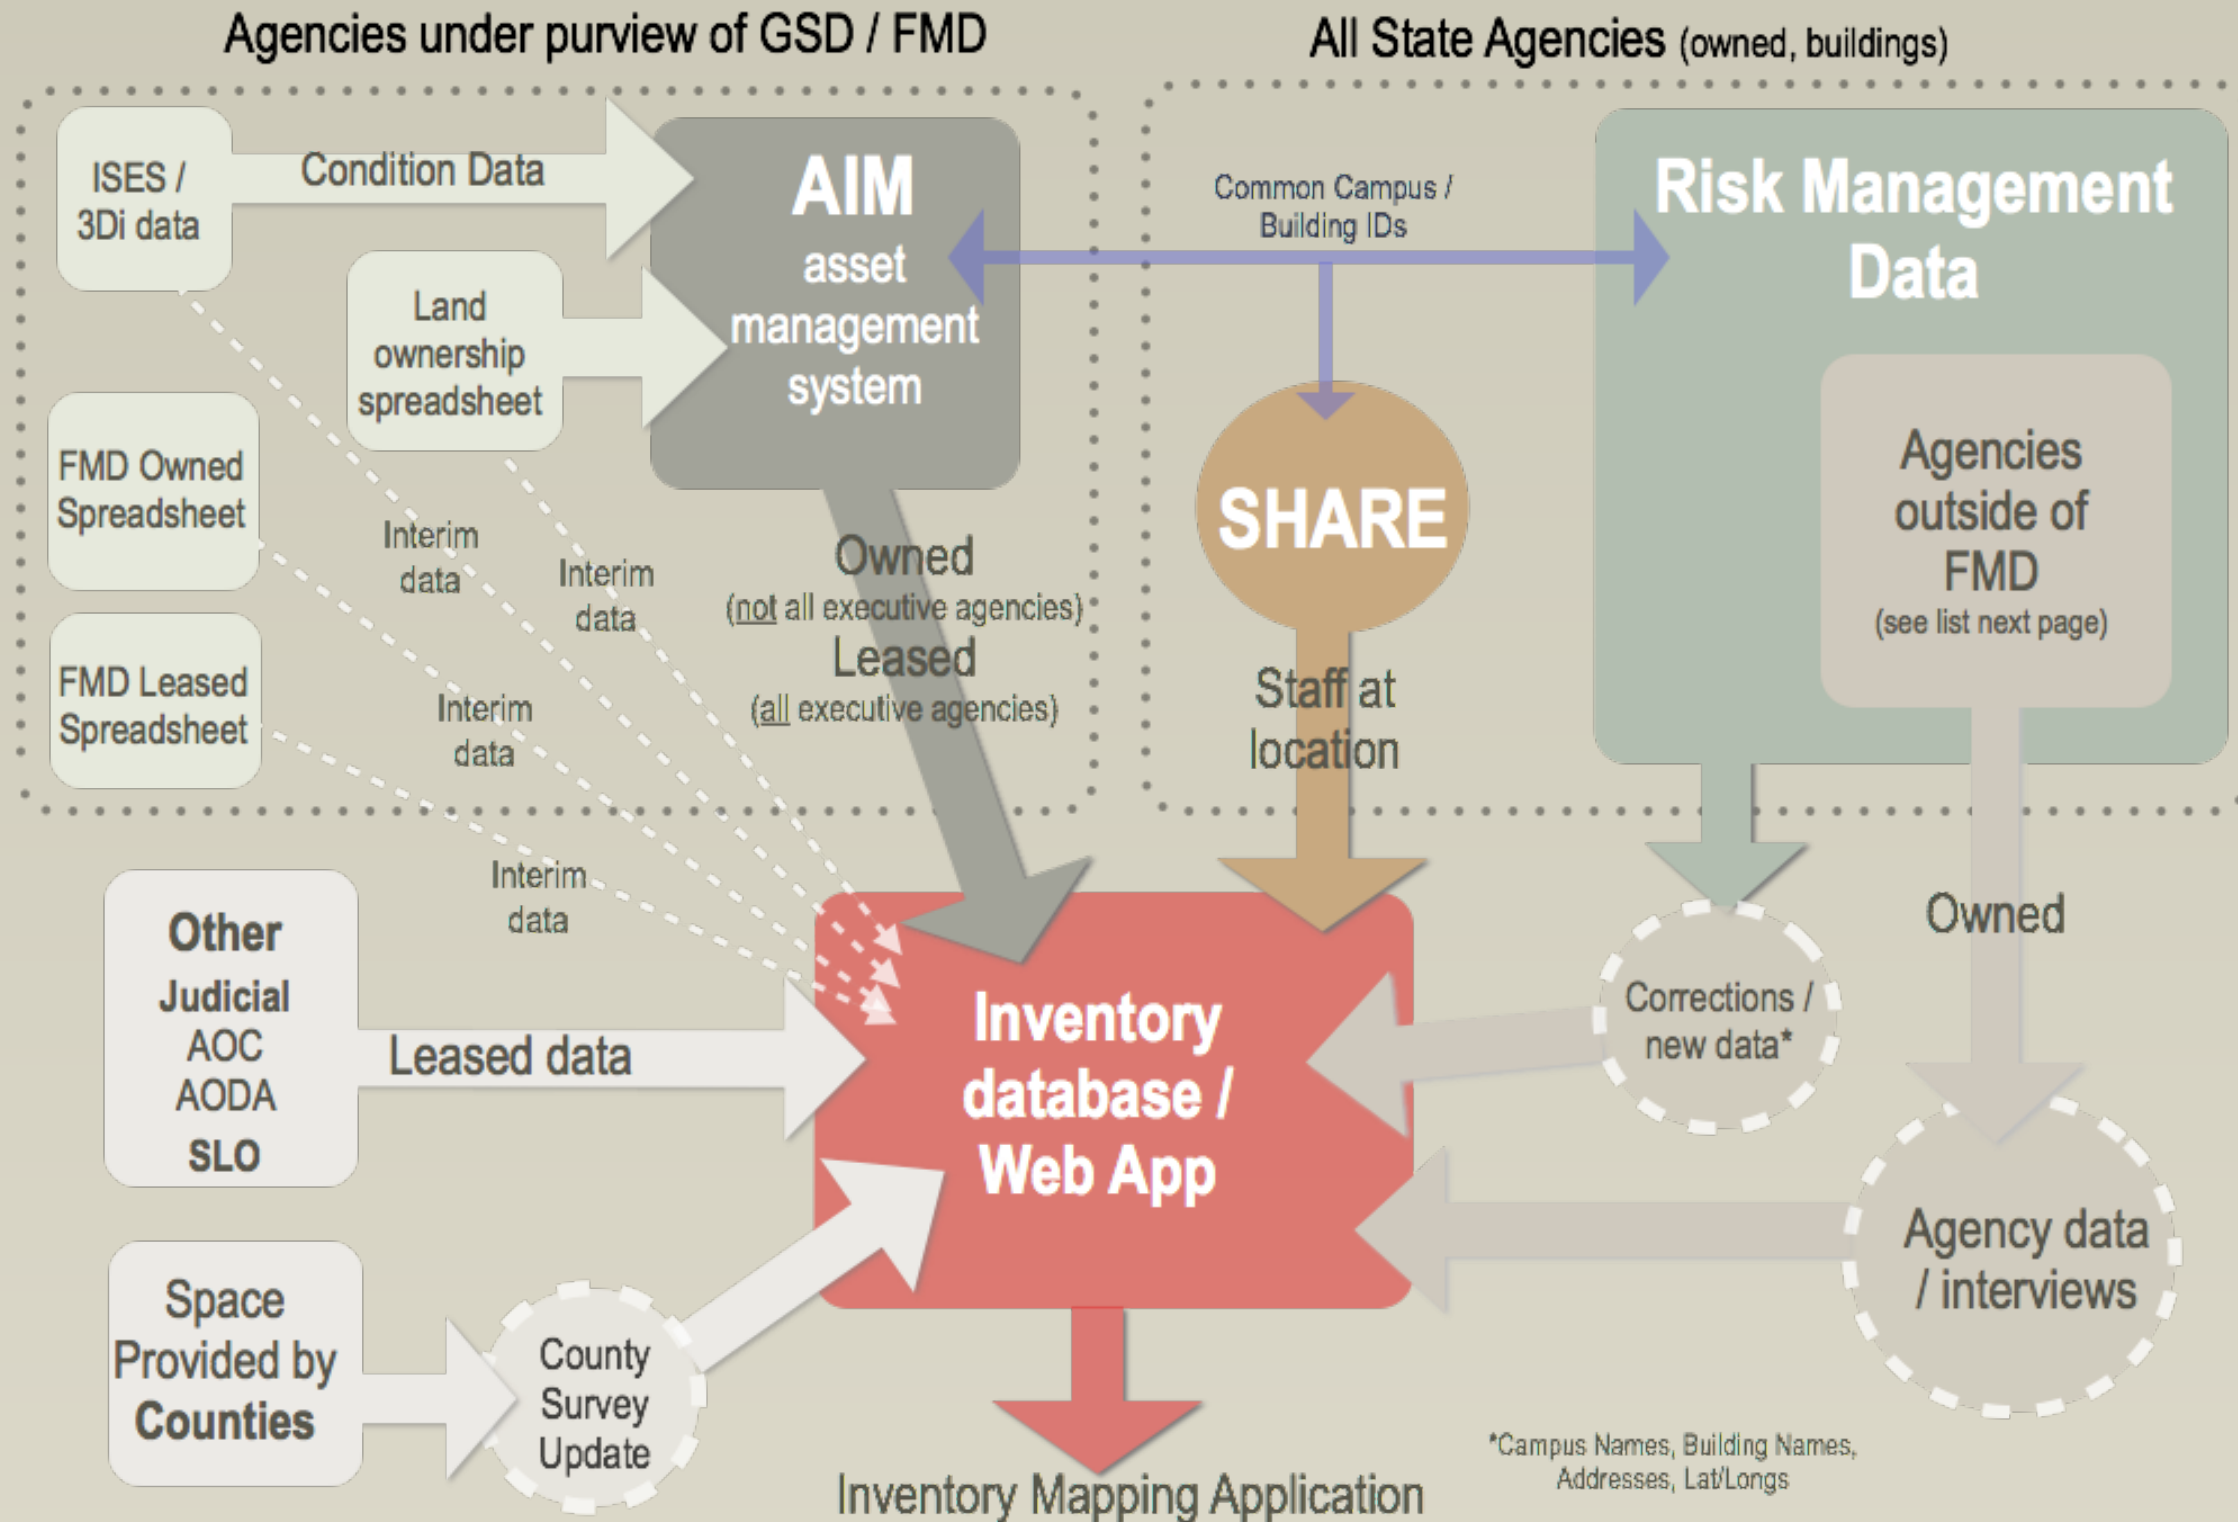 Agencies under purview of GSD / FMD
All State Agencies (owned, buildings)
ISES /
3Di data
Condition Data
AIM
asset
management
system
Common Campus /
Building IDs
Risk Management
Data
Land
ownership
spreadsheet
FMD Owned
Spreadsheet
FMD Leased
Spreadsheet
Interim
data
Interim
data
Interim
data
Interim
data
Owned
(not all executive agencies)
Leased
(all executive agencies)
SHARE
Staff at
location
Agencies
outside of
FMD
(see list next page)
Owned
Other
Judicial
AOC
AODA
SLO
Leased data
Inventory
database /
Web App
Corrections /
new data*
Agency data
/ interviews
Space
Provided by
Counties
County
Survey
Update
Inventory Mapping Application
*Campus Names, Building Names,
Addresses, Lat/Longs